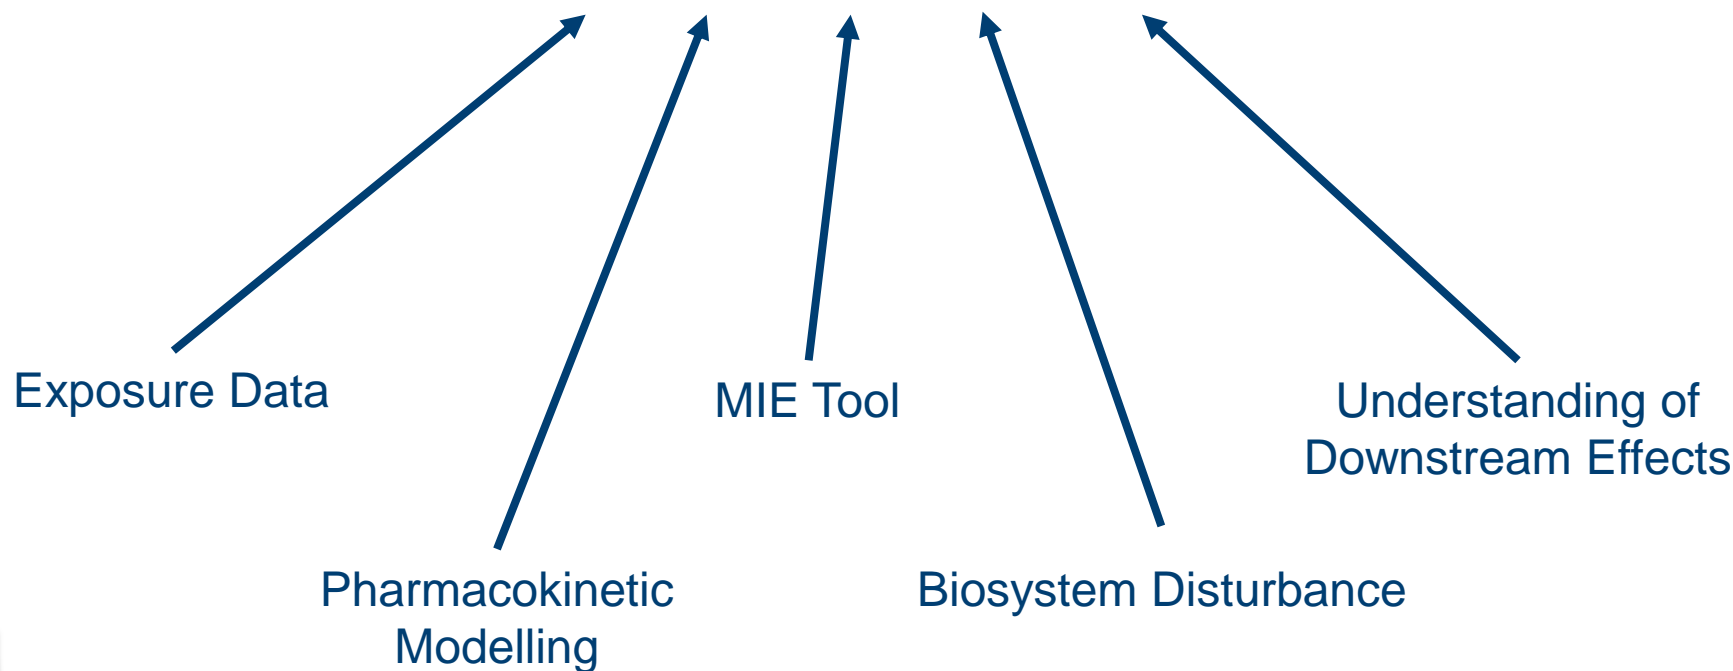 Exposure Data
MIE Tool
Understanding of
Downstream Effects
Pharmacokinetic
Modelling
Biosystem Disturbance